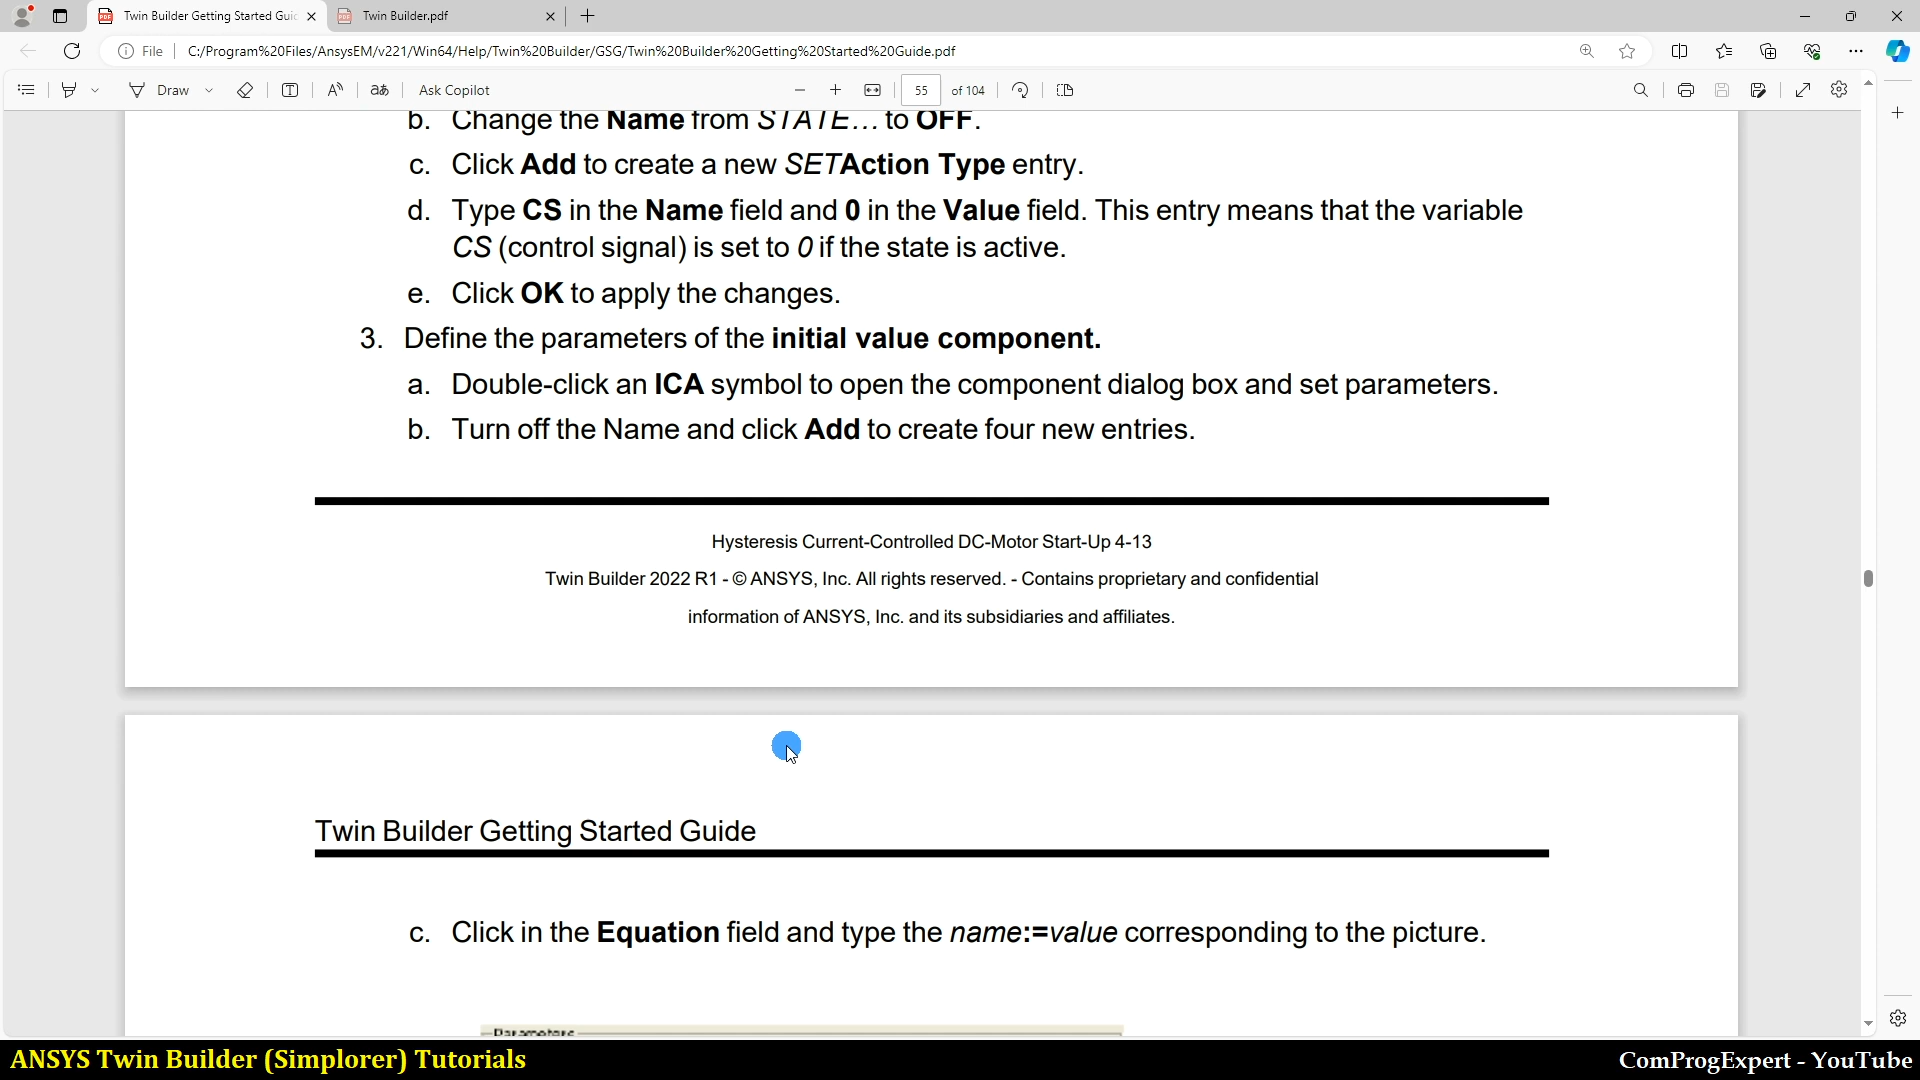 Twin Builder Getting Started Guid
Twin Builder.pdf
File
C:/Program%20Files/AnsysEM/v221/Win64/Help/Twin%20Builder/GSG/Twin%20Builder%20Getting%20Started%20Guide.pdf
Draw
Ask Copilot
55 of 104
b. Change the Name from STATE... to OFF.
c. Click Add to create a new SETAction Type entry.
d. Type CS in the Name field and 0 in the Value field. This entry means that the variable
CS (control signal) is set to 0 if the state is active.
e. Click OK to apply the changes.
3. Define the parameters of the initial value component.
a. Double-click an ICA symbol to open the component dialog box and set parameters.
b. Turn off the Name and click Add to create four new entries.
Hysteresis Current-Controlled DC-Motor Start-Up 4-13
Twin Builder 2022 R1 - © ANSYS, Inc. All rights reserved. - Contains proprietary and confidential
information of ANSYS, Inc. and its subsidiaries and affiliates.
Twin Builder Getting Started Guide
c. Click in the Equation field and type the name:=value corresponding to the picture.
Parameters
ANSYS Twin Builder (Simplorer) Tutorials
ComProgExpert - YouTube